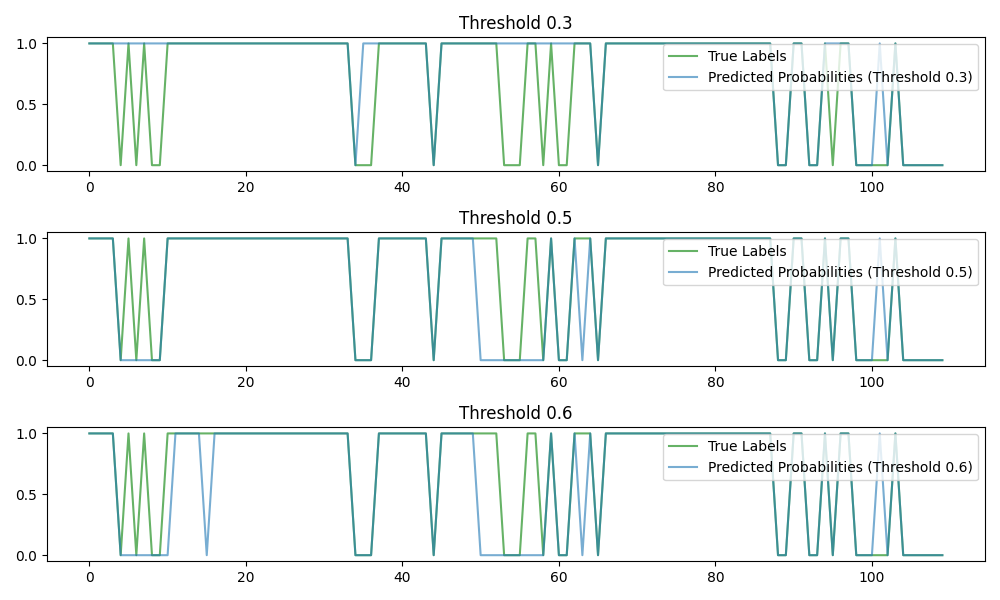 Threshold 0.3
1.0
0.5
0.0
True Labels
Predicted Probabilities (Threshold 0.3)
0 20 40 60 80 100
Threshold 0.5
1.0
0.5
0.0
True Labels
Predicted Probabilities (Threshold 0.5)
0 20 40 60 80 100
Threshold 0.6
1.0
0.5
0.0
True Labels
Predicted Probabilities (Threshold 0.6)
0 20 40 60 80 100